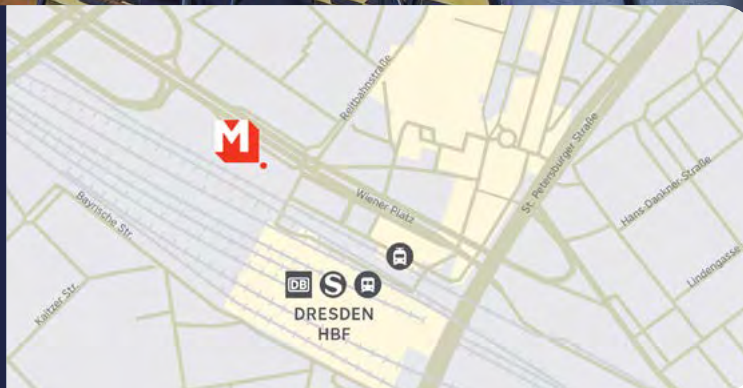 Reitbahnstraße
M
St. Petersburger Straße
Hans-Dankner-Straße
Wiener Platz
Bayrische Str.
Lindengasse
Kaitzer Str.
DB S
DRESDEN
HBF